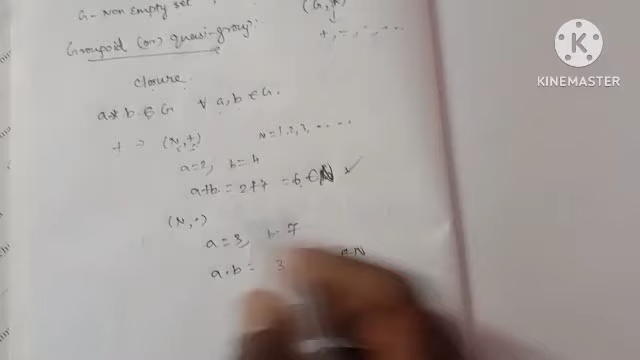 G - Non empty set
(G, *)
Groupoid (or) quasi-group:
+, -, ·, ....
closure.
a * b ∈ G ∀ a, b ∈ G.
+ → (N, +) N = 1, 2, 3, .....
a = 2, b = 4
a+b = 2+7 = 6 ∈ N ✓
(N, ·)
a = 3, b 7
a · b = 3 ∈ N
K
KINEMASTER